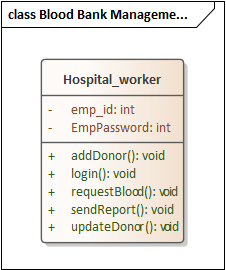 class Blood Bank Manageme...
Hospital_worker
- emp_id: int
- EmpPassword: int
+ addDonor(): void
+ login(): void
+ requestBlood(): void
+ sendReport(): void
+ updateDonor(): void